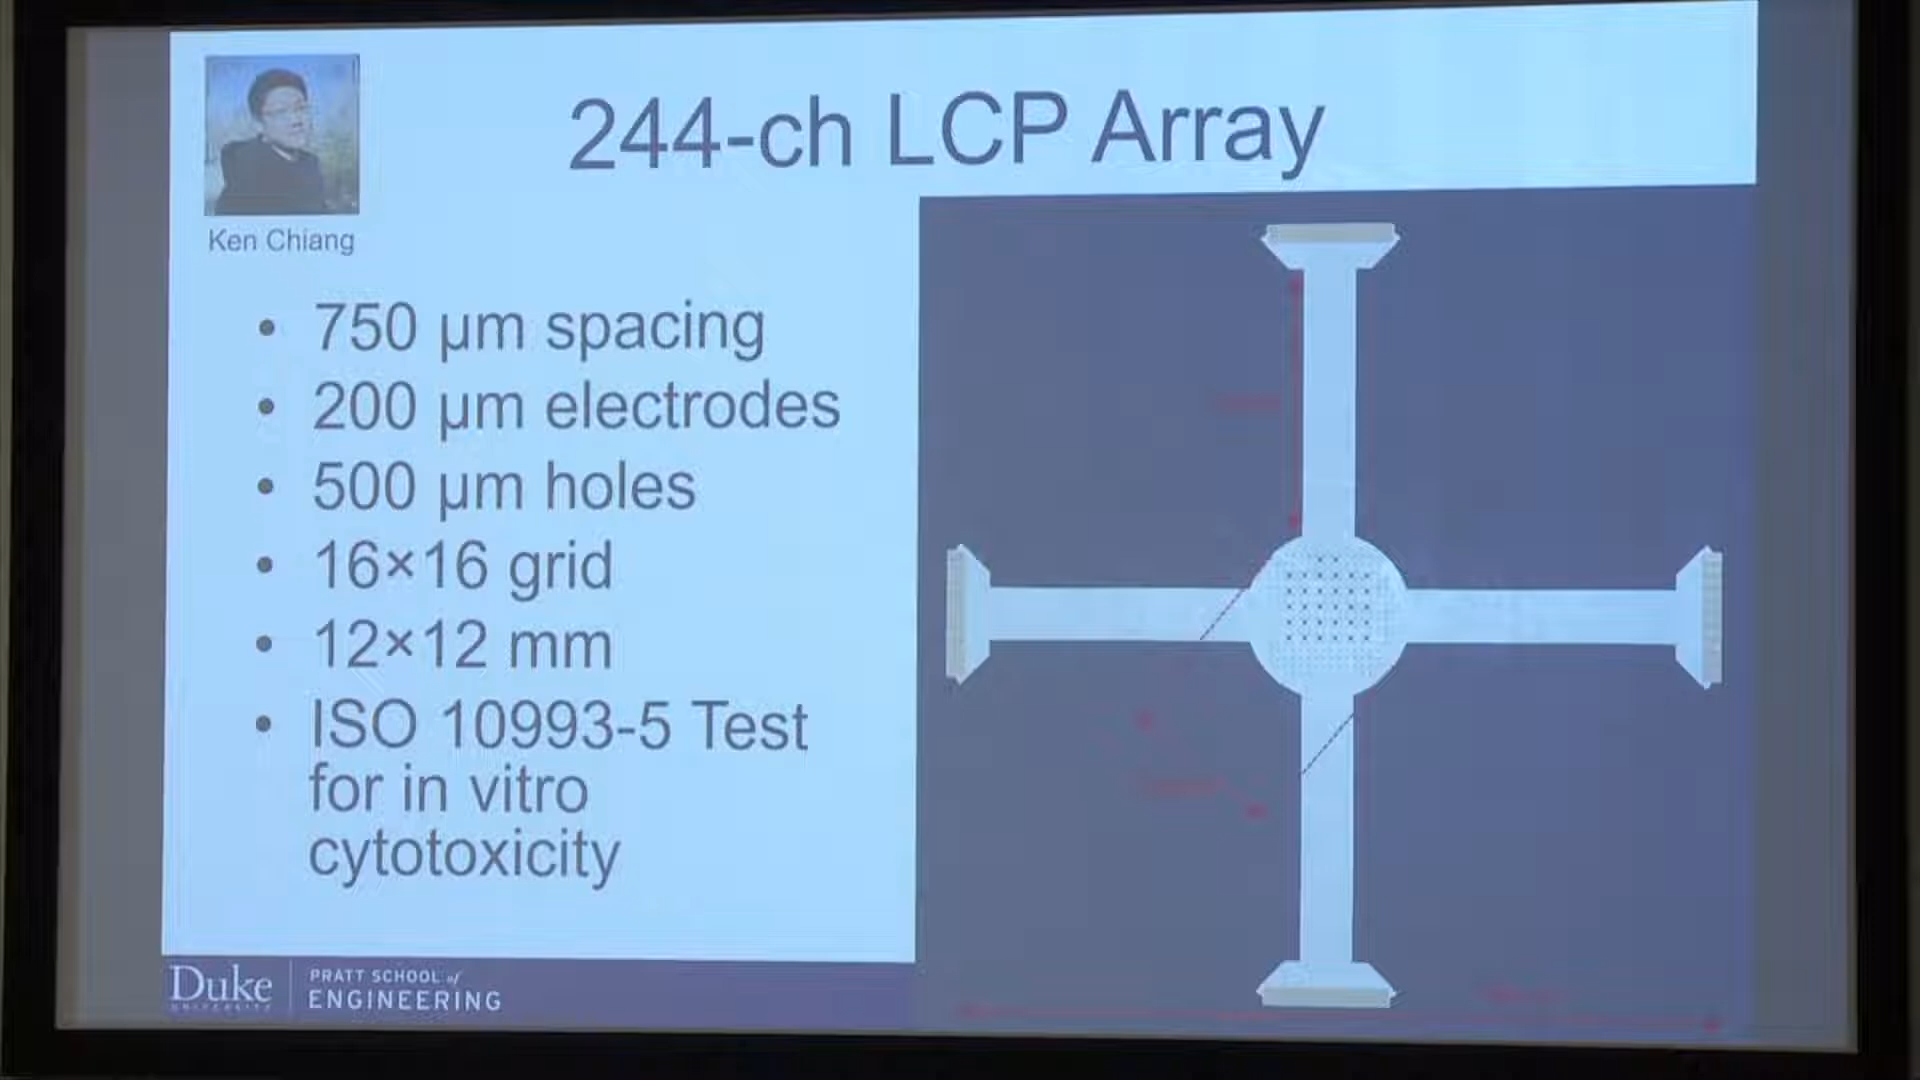 244-ch LCP Array
Ken Chiang
• 750 µm spacing
• 200 µm electrodes
• 500 µm holes
• 16×16 grid
• 12×12 mm
• ISO 10993-5 Test
for in vitro
cytotoxicity
Duke
UNIVERSITY
PRATT SCHOOL of
ENGINEERING